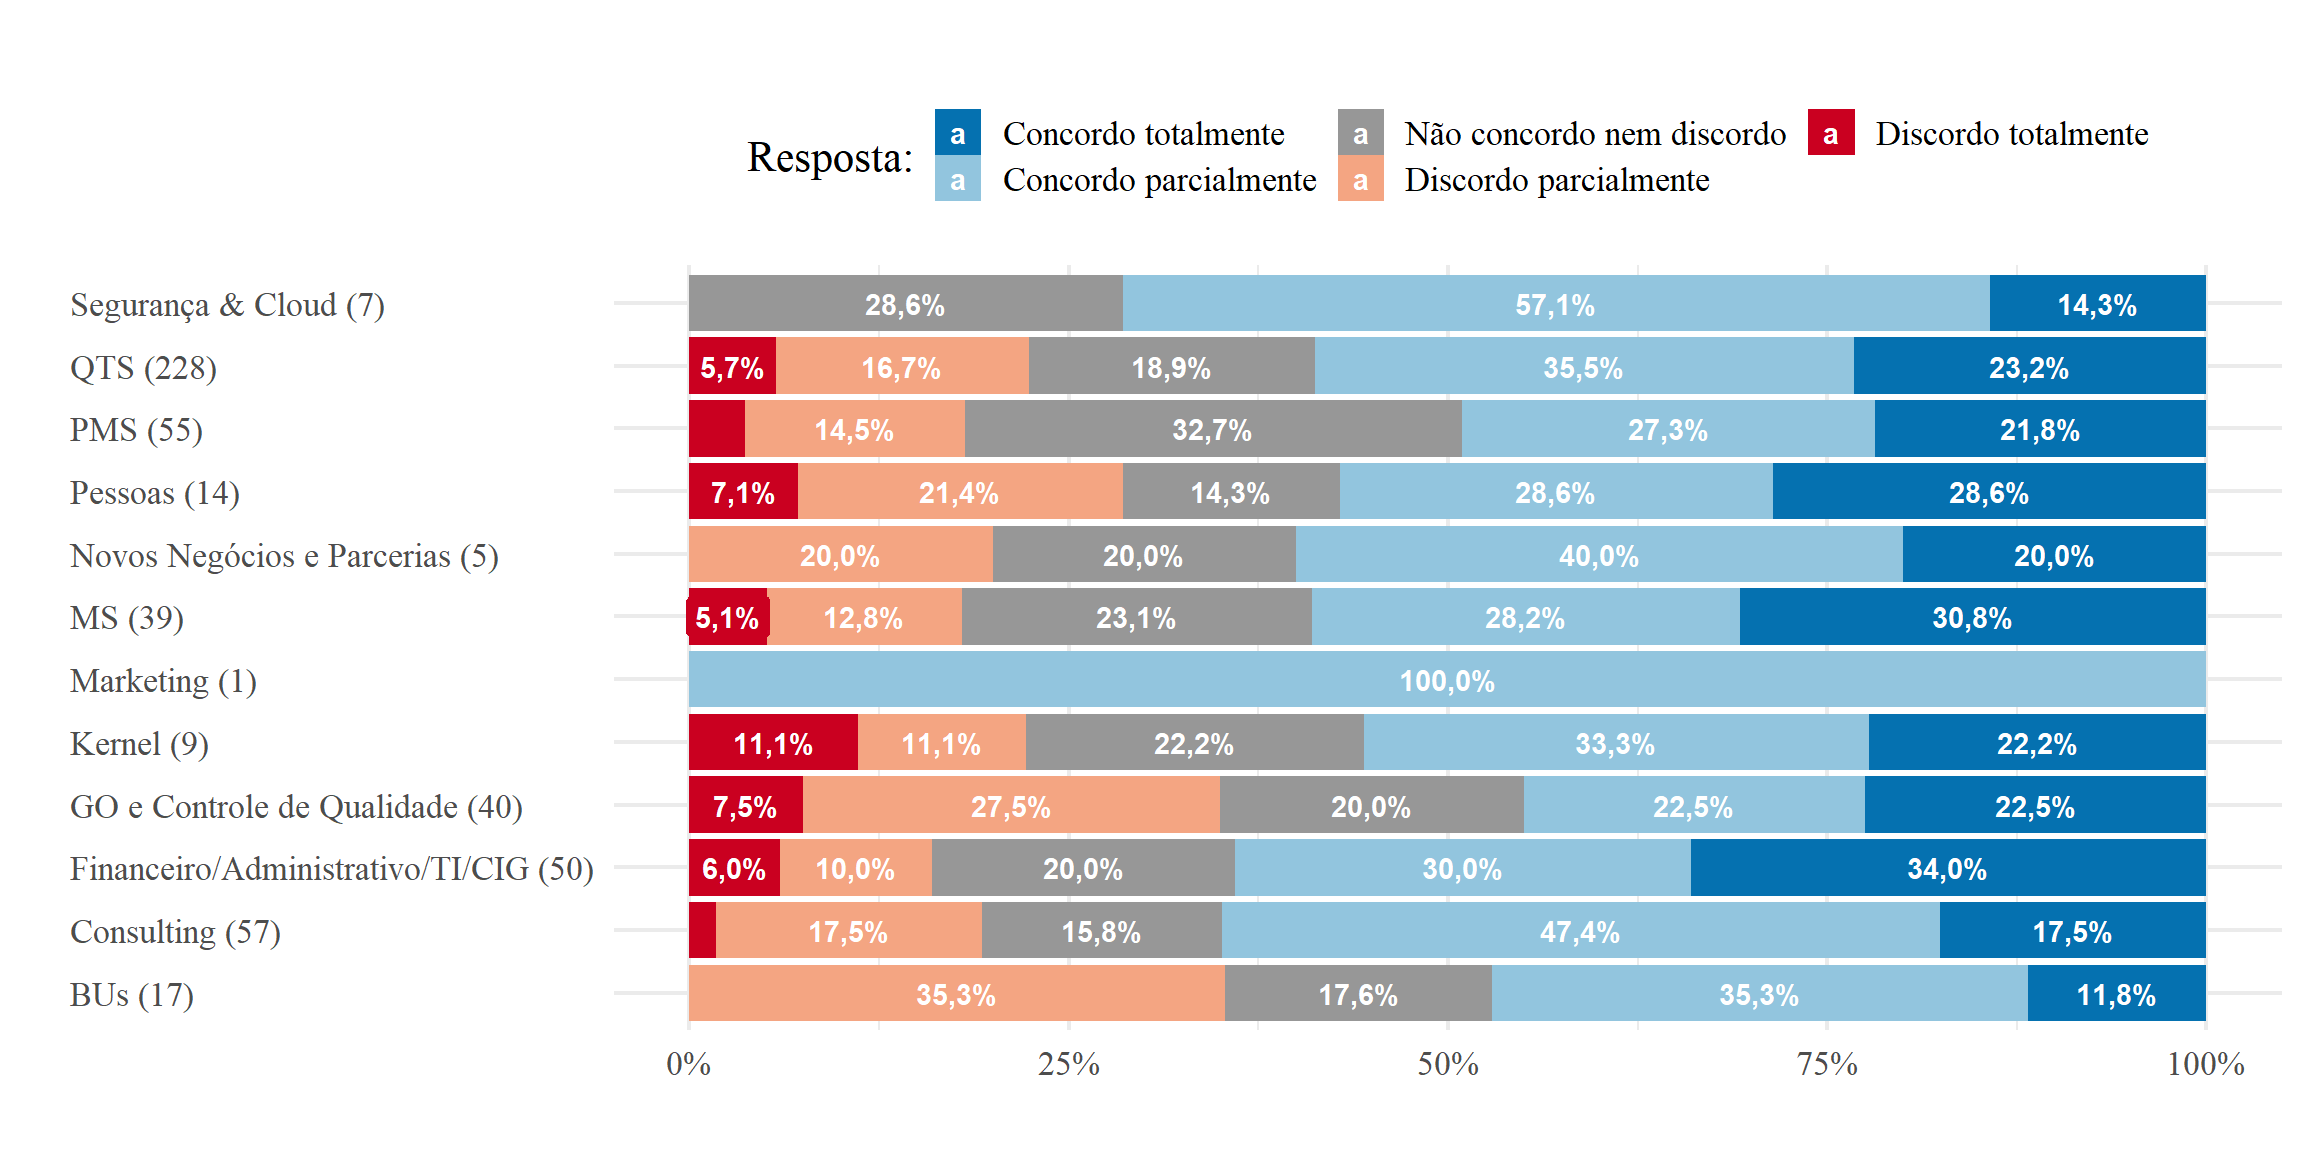 Resposta:
a Concordo totalmente
a Concordo parcialmente
a Não concordo nem discordo
a Discordo parcialmente
a Discordo totalmente
Segurança & Cloud (7) 28,6% 57,1% 14,3%
QTS (228) 5,7% 16,7% 18,9% 35,5% 23,2%
PMS (55) 14,5% 32,7% 27,3% 21,8%
Pessoas (14) 7,1% 21,4% 14,3% 28,6% 28,6%
Novos Negócios e Parcerias (5) 20,0% 20,0% 40,0% 20,0%
MS (39) 5,1% 12,8% 23,1% 28,2% 30,8%
Marketing (1) 100,0%
Kernel (9) 11,1% 11,1% 22,2% 33,3% 22,2%
GO e Controle de Qualidade (40) 7,5% 27,5% 20,0% 22,5% 22,5%
Financeiro/Administrativo/TI/CIG (50) 6,0% 10,0% 20,0% 30,0% 34,0%
Consulting (57) 17,5% 15,8% 47,4% 17,5%
BUs (17) 35,3% 17,6% 35,3% 11,8%
0% 25% 50% 75% 100%